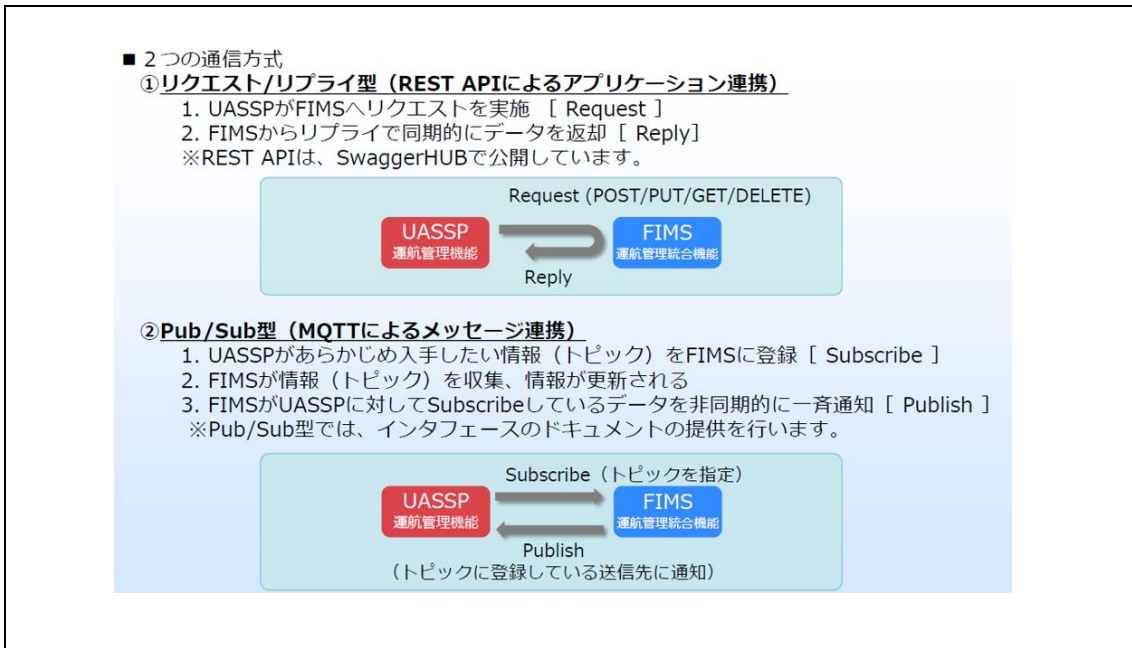 ■ 2つの通信方式
①リクエスト/リプライ型（REST APIによるアプリケーション連携）
1. UASSPがFIMSへリクエストを実施 [ Request ]
2. FIMSからリプライで同期的にデータを返却 [ Reply]
※REST APIは、SwaggerHUBで公開しています。
Request (POST/PUT/GET/DELETE)
UASSP
運航管理機能
FIMS
運航管理統合機能
Reply
②Pub/Sub型（MQTTによるメッセージ連携）
1. UASSPがあらかじめ入手したい情報（トピック）をFIMSに登録 [ Subscribe ]
2. FIMSが情報（トピック）を収集、情報が更新される
3. FIMSがUASSPに対してSubscribeしているデータを非同期的に一斉通知 [ Publish ]
※Pub/Sub型では、インタフェースのドキュメントの提供を行います。
Subscribe（トピックを指定）
UASSP
運航管理機能
FIMS
運航管理統合機能
Publish
（トピックに登録している送信先に通知）